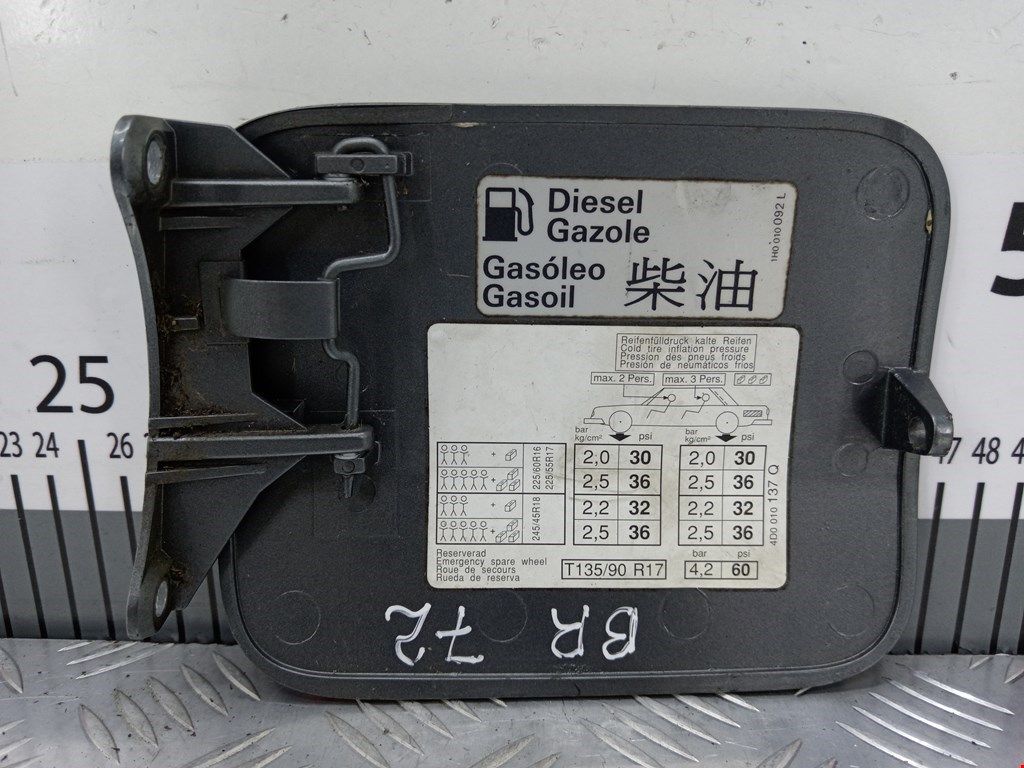 Diesel
Gazole
Gasóleo
Gasoil
柴油
1H0 010 092 L
Reifenfülldruck kalte Reifen
Cold tire inflation pressure
Pression des pneus froids
Presión de neumáticos fríos
max. 2 Pers. max. 3 Pers.
bar psi bar psi
kg/cm² kg/cm²
+ 225/60R16 225/55R17 2,0 30 2,0 30
+ 2,5 36 2,5 36
+ 245/45R18 2,2 32 2,2 32
+ 2,5 36 2,5 36
4D0 010 137 Q
Reserverad
Emergency spare wheel
Roue de secours
Rueda de reserva
T135/90 R17
bar psi
4,2 60
BR 72
25
23 24 26
5
47 48 4